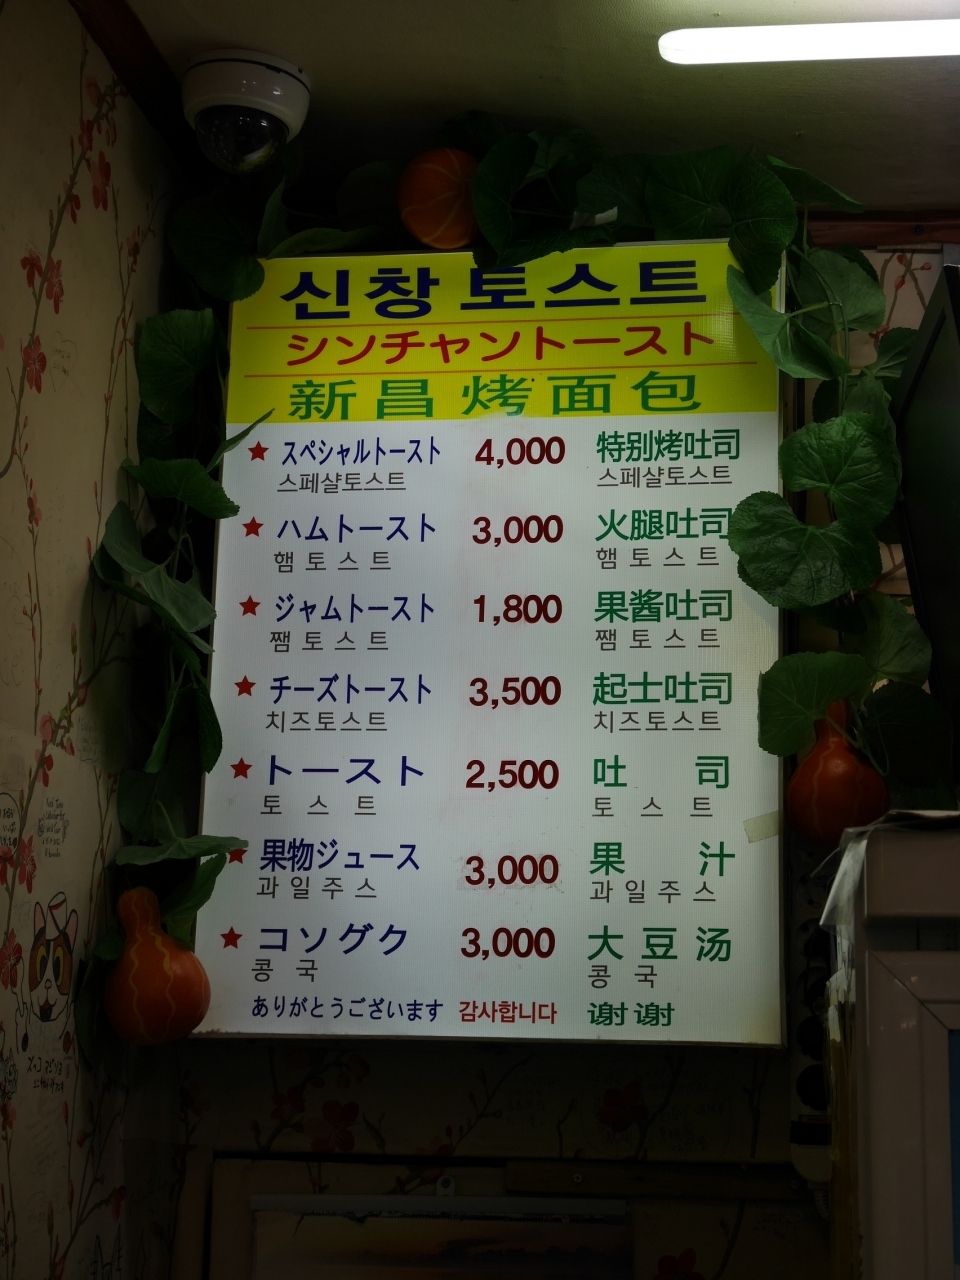 신창 토스트
シンチャントースト
新昌 烤面包
★ スペシャルトースト 4,000 特别烤吐司
스페샬토스트 스페샬토스트
★ ハムトースト 3,000 火腿吐司
햄 토 스 트 햄 토 스 트
★ ジャムトースト 1,800 果酱吐司
쨈 토 스 트 쨈 토 스 트
★ チーズトースト 3,500 起士吐司
치즈토스트 치즈토스트
★ トースト 2,500 吐 司
토 스 트 토 스 트
★ 果物ジュース 3,000 果 汁
과 일 주 스 과 일 주 스
★ コソグク 3,000 大 豆 汤
콩 국 콩 국
ありがとうございます 감사합니다 谢 谢